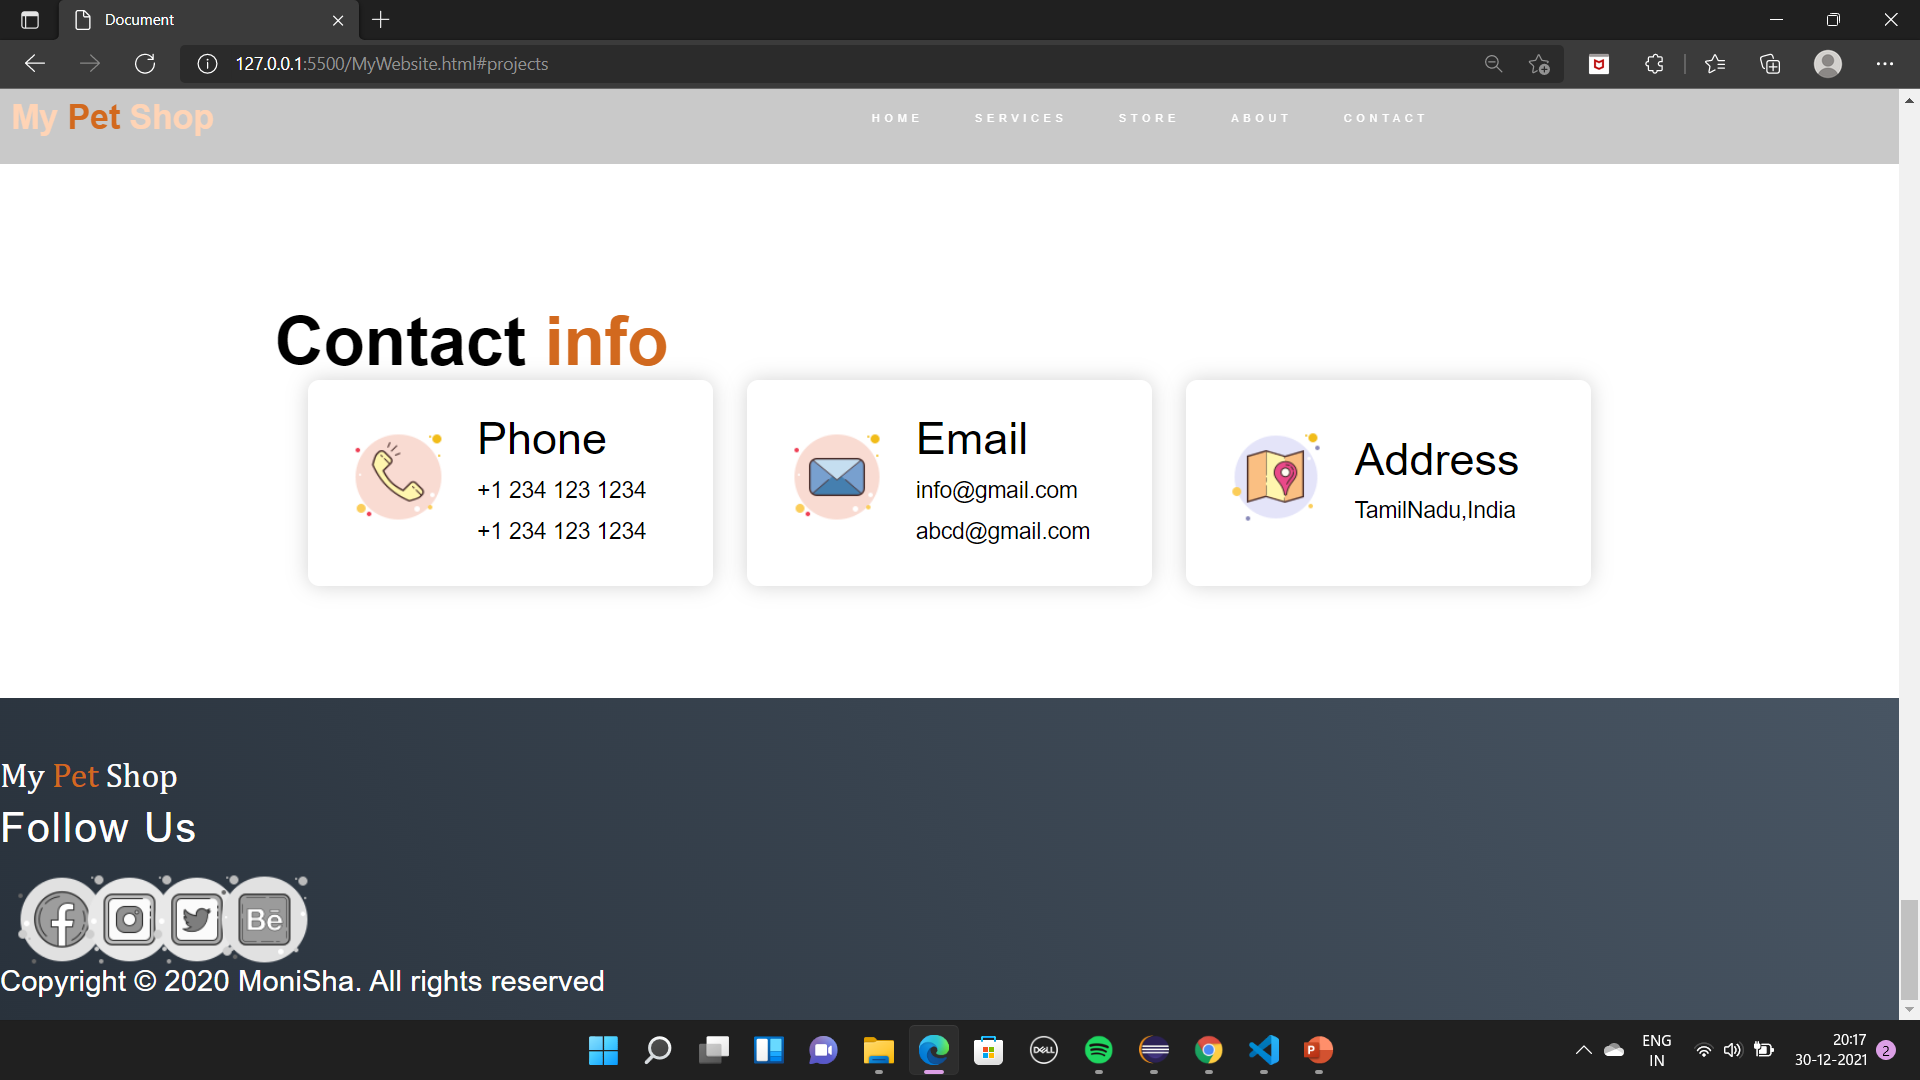 Document
127.0.0.1:5500/MyWebsite.html#projects
My Pet Shop
HOME SERVICES STORE ABOUT CONTACT
Contact info
Phone
+1 234 123 1234
+1 234 123 1234
Email
info@gmail.com
abcd@gmail.com
Address
TamilNadu,India
My Pet Shop
Follow Us
Bē
Copyright © 2020 MoniSha. All rights reserved
DELL
P
ENG
IN
20:17
30-12-2021
2